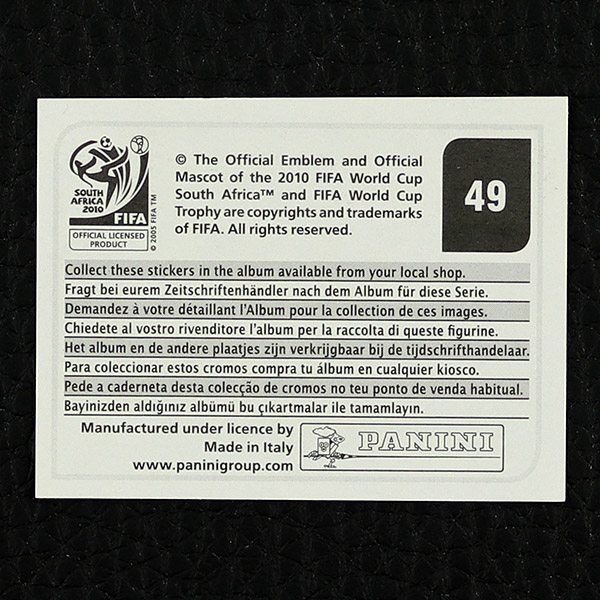 SOUTH
AFRICA
2010
FIFA
OFFICIAL LICENSED
PRODUCT
© 2005 FIFA TM
© The Official Emblem and Official
Mascot of the 2010 FIFA World Cup
South Africa™ and FIFA World Cup
Trophy are copyrights and trademarks
of FIFA. All rights reserved.
49
Collect these stickers in the album available from your local shop.
Fragt bei eurem Zeitschriftenhändler nach dem Album für diese Serie.
Demandez à votre détaillant l'Album pour la collection de ces images.
Chiedete al vostro rivenditore l'album per la raccolta di queste figurine.
Het album en de andere plaatjes zijn verkrijgbaar bij de tijdschrifthandelaar.
Para coleccionar estos cromos compra tu álbum en cualquier kiosco.
Pede a caderneta desta colecção de cromos no teu ponto de venda habitual.
Bayinizden aldığınız albümü bu çıkartmalar ile tamamlayın.
Manufactured under licence by
Made in Italy
www.paninigroup.com
PANINI